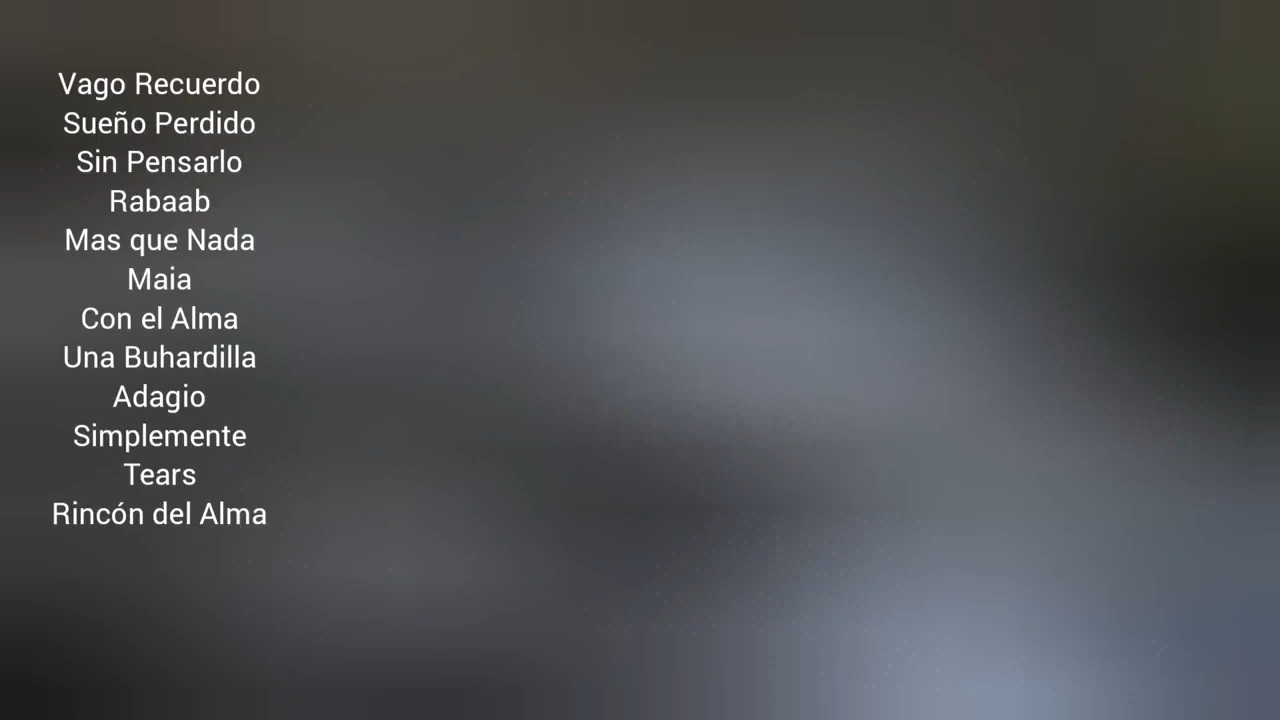 Vago Recuerdo
Sueño Perdido
Sin Pensarlo
Rabaab
Mas que Nada
Maia
Con el Alma
Una Buhardilla
Adagio
Simplemente
Tears
Rincón del Alma